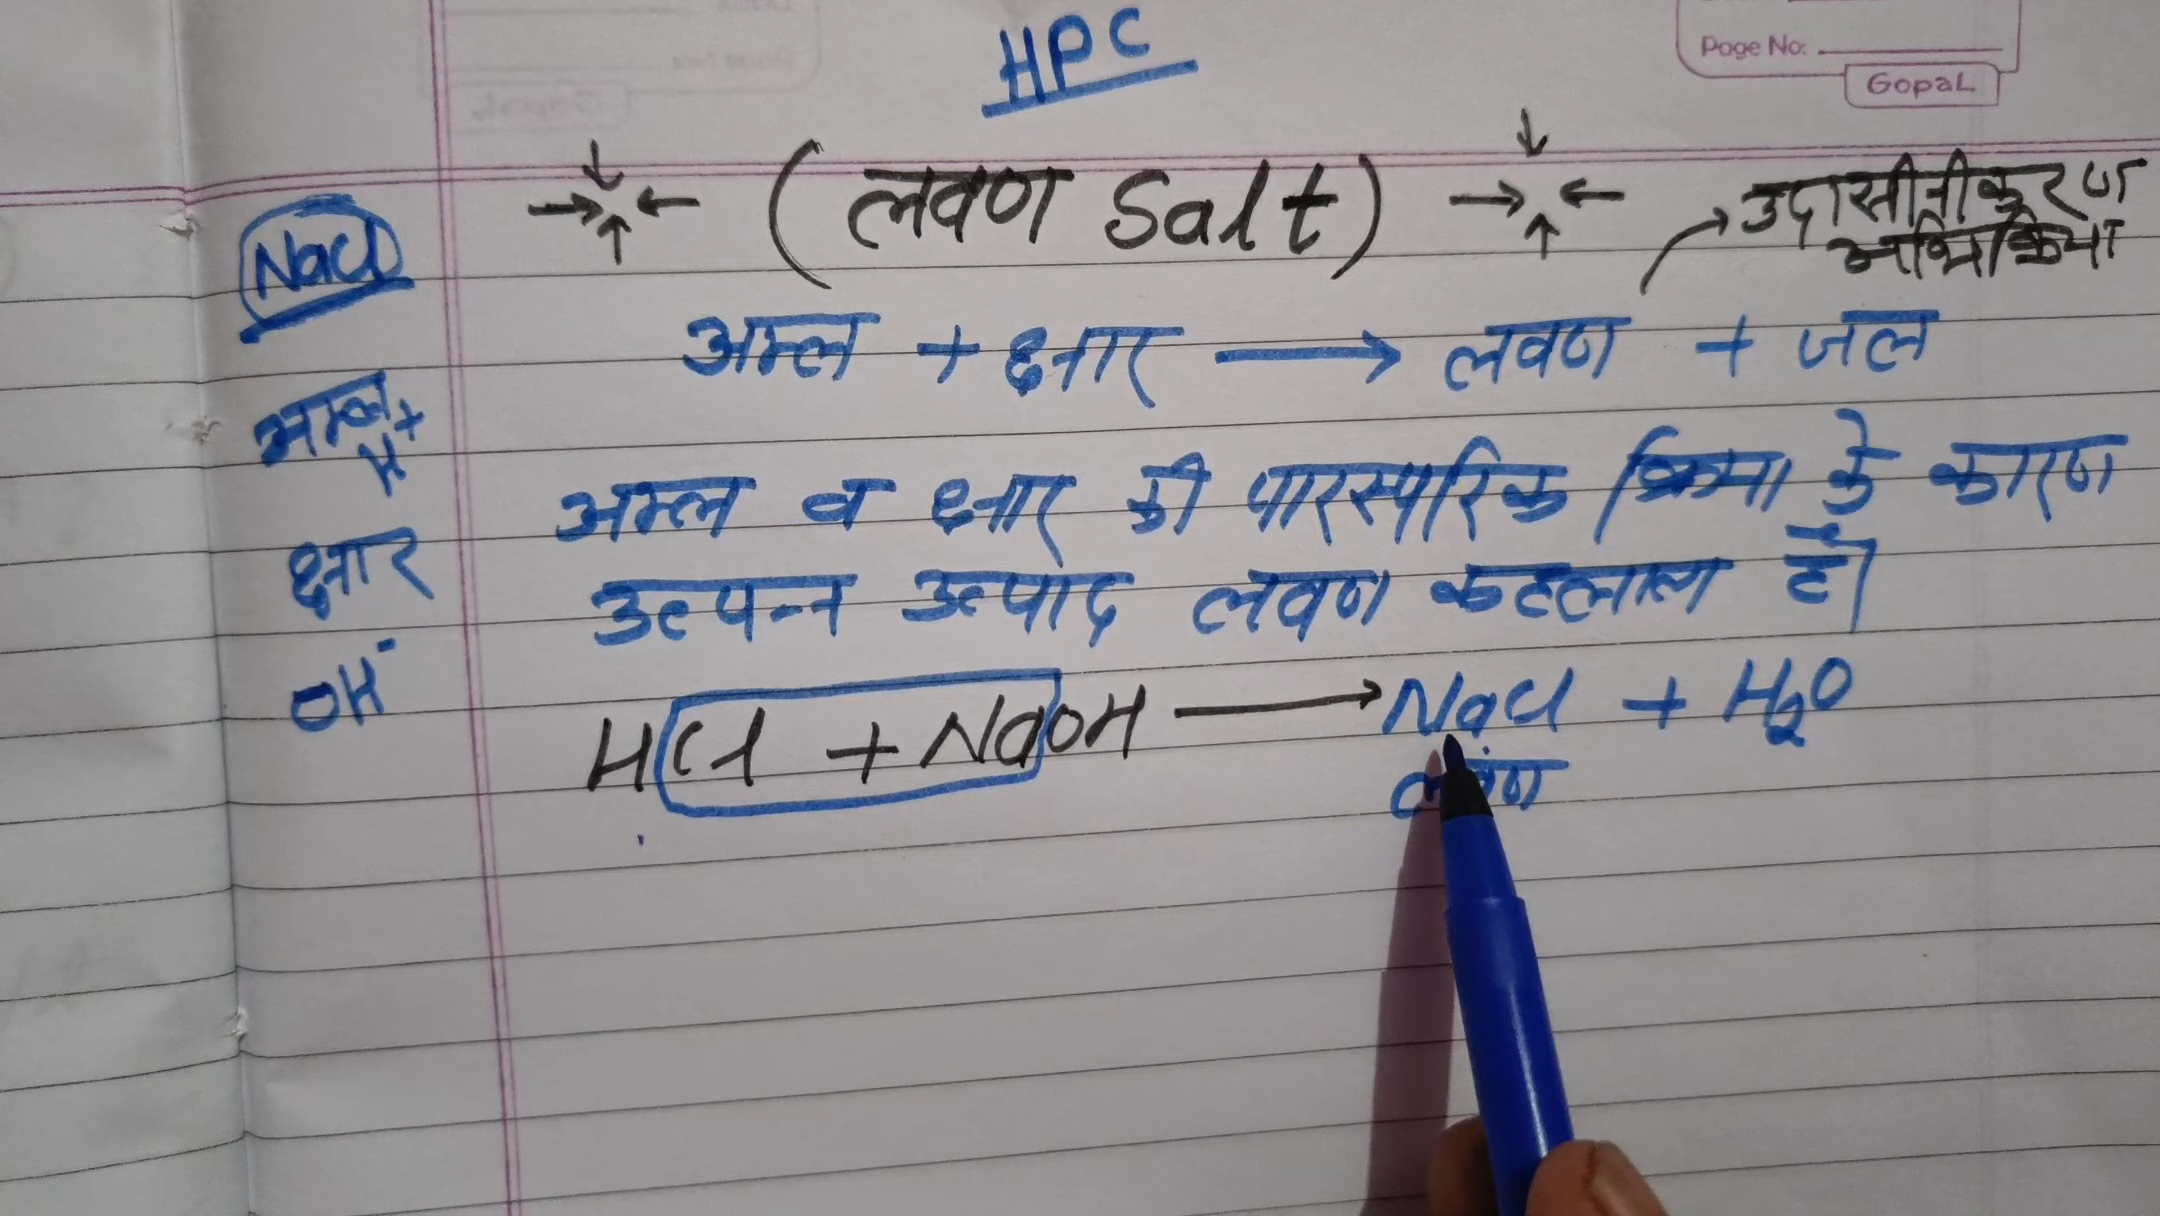 HPC
Page No:
GopaL
(लवण Salt)
उदासीनीकरण
अभिक्रिया
NaCl
अम्ल + क्षार → लवण + जल
अम्ल
H+
अम्ल व क्षार की पारस्परिक क्रिया के कारण
क्षार
उत्पन्न उत्पाद लवण कहलाता है।
OH-
HCl + NaOH → NaCl + H2O
लवण